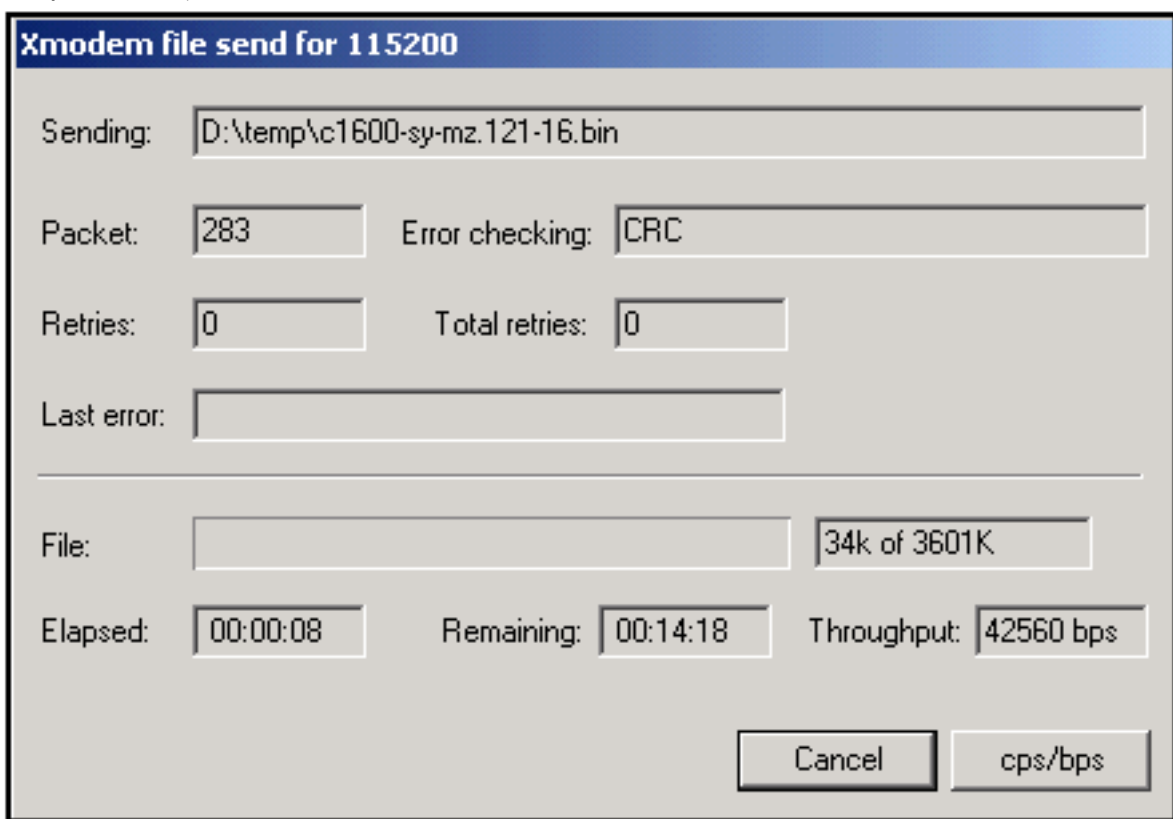 Xmodem file send for 115200
Sending: D:\temp\c1600-sy-mz.121-16.bin
Packet: 283 Error checking: CRC
Retries: 0 Total retries: 0
Last error:
File: 34k of 3601K
Elapsed: 00:00:08 Remaining: 00:14:18 Throughput: 42560 bps
Cancel cps/bps